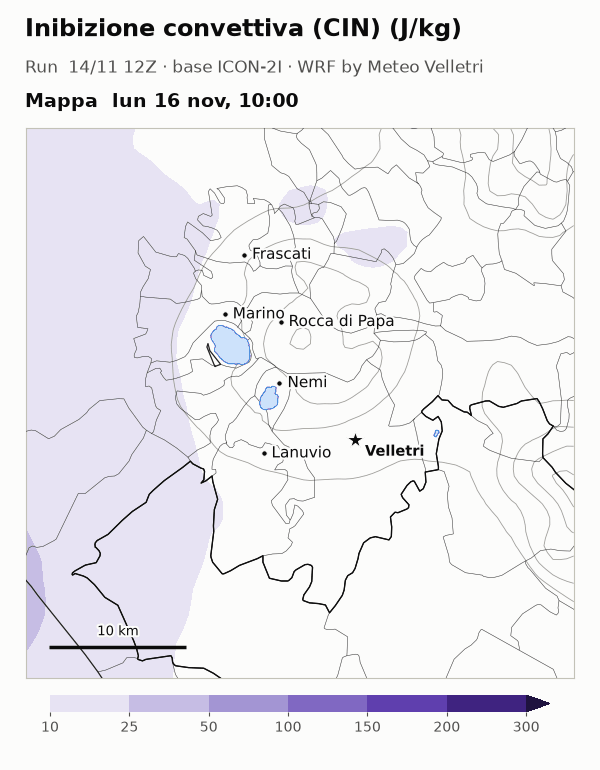 Inibizione convettiva (CIN) (J/kg)
Run  14/11 12Z · base ICON-2I · WRF by Meteo Velletri
Mappa  lun 16 nov, 10:00
Frascati
Marino
Rocca di Papa
Nemi
Velletri
Lanuvio
10 km
10 25 50 100 150 200 300